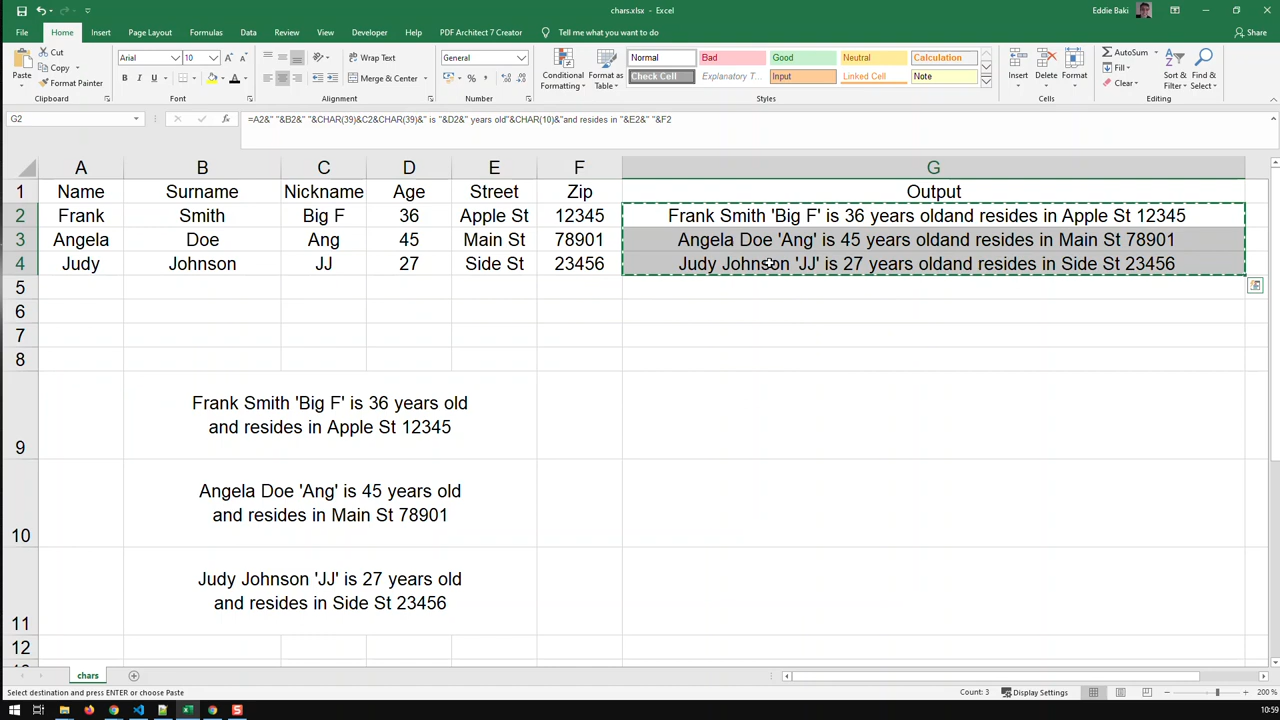 chars.xlsx - Excel
Eddie Baki
File Home Insert Page Layout Formulas Data Review View Developer Help PDF Architect 7 Creator Tell me what you want to do Share
Paste
Cut
Copy
Format Painter
Clipboard
Arial 10
B I U
Font
Wrap Text
Merge & Center
Alignment
General
Number
Conditional Formatting
Format as Table
Normal Bad Good Neutral Calculation
Check Cell Explanatory T... Input Linked Cell Note
Styles
Insert Delete Format
Cells
AutoSum
Fill
Clear
Sort & Filter
Find & Select
Editing
G2
=A2&" "&B2&" "&CHAR(39)&C2&CHAR(39)&" is "&D2&" years old"&CHAR(10)&"and resides in "&E2&" "&F2
A B C D E F G
1 Name Surname Nickname Age Street Zip Output
2 Frank Smith Big F 36 Apple St 12345 Frank Smith 'Big F' is 36 years oldand resides in Apple St 12345
3 Angela Doe Ang 45 Main St 78901 Angela Doe 'Ang' is 45 years oldand resides in Main St 78901
4 Judy Johnson JJ 27 Side St 23456 Judy Johnson 'JJ' is 27 years oldand resides in Side St 23456
5
6
7
8
Frank Smith 'Big F' is 36 years old
and resides in Apple St 12345
9
Angela Doe 'Ang' is 45 years old
and resides in Main St 78901
10
Judy Johnson 'JJ' is 27 years old
and resides in Side St 23456
11
12
chars
Select destination and press ENTER or choose Paste
Count: 3
Display Settings
200 %
10:59